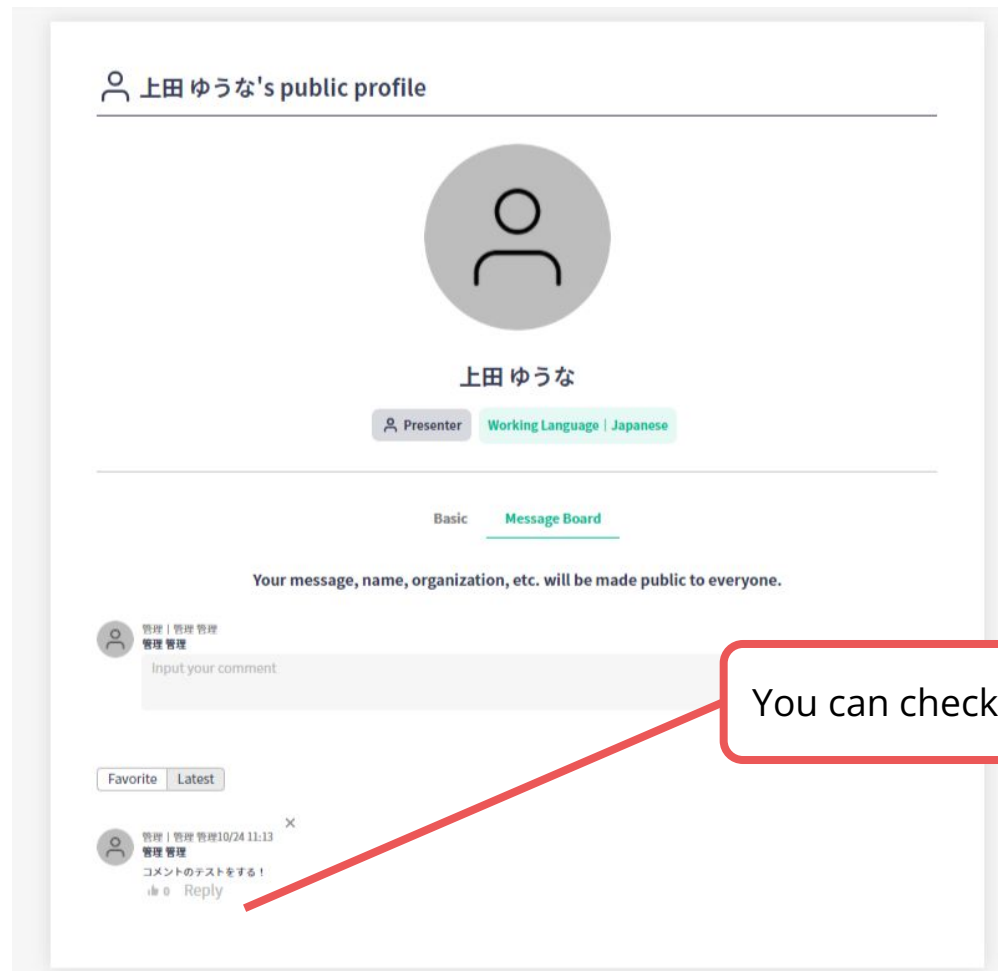 上田 ゆうな's public profile
上田 ゆうな
Presenter
Working Language｜Japanese
Basic
Message Board
Your message, name, organization, etc. will be made public to everyone.
管理 | 管理 管理
管理 管理
Input your comment
You can check
Favorite
Latest
×
管理 | 管理 管理10/24 11:13
管理 管理
コメントのテストをする！
0 Reply